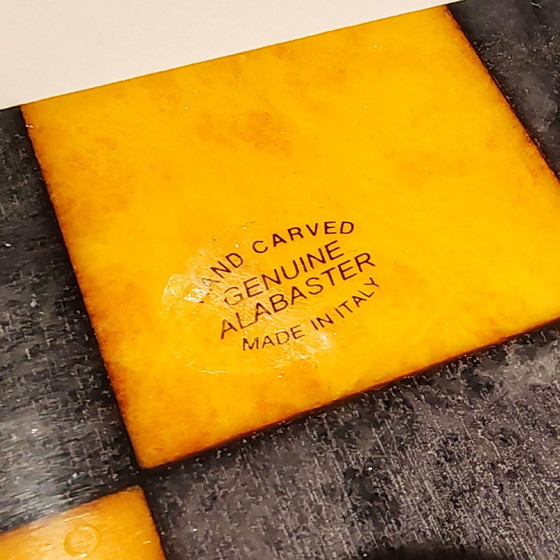 HAND CARVED
GENUINE
ALABASTER
MADE IN ITALY